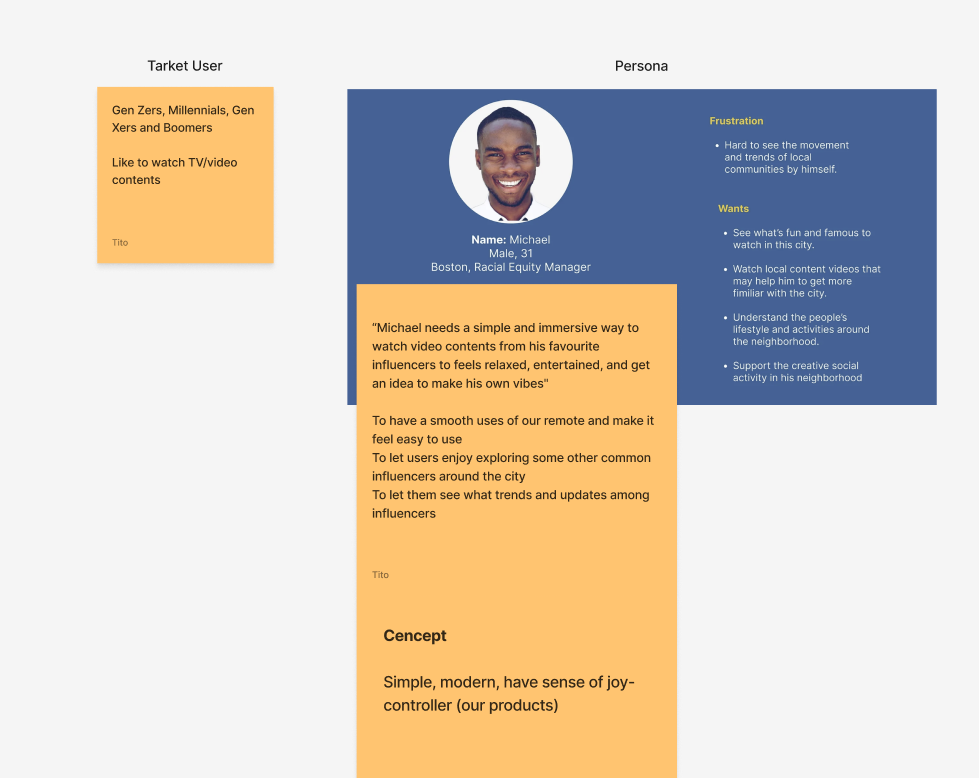 Tarket User
Gen Zers, Millennials, Gen
Xers and Boomers
Like to watch TV/video
contents
Tito
Persona
Name: Michael
Male, 31
Boston, Racial Equity Manager
Frustration
• Hard to see the movement
and trends of local
communities by himself.
Wants
• See what's fun and famous to
watch in this city.
• Watch local content videos that
may help him to get more
fimiliar with the city.
• Understand the people's
lifestyle and activities around
the neighborhood.
• Support the creative social
activity in his neighborhood
“Michael needs a simple and immersive way to
watch video contents from his favourite
influencers to feels relaxed, entertained, and get
an idea to make his own vibes"
To have a smooth uses of our remote and make it
feel easy to use
To let users enjoy exploring some other common
influencers around the city
To let them see what trends and updates among
influencers
Tito
Cencept
Simple, modern, have sense of joy-
controller (our products)